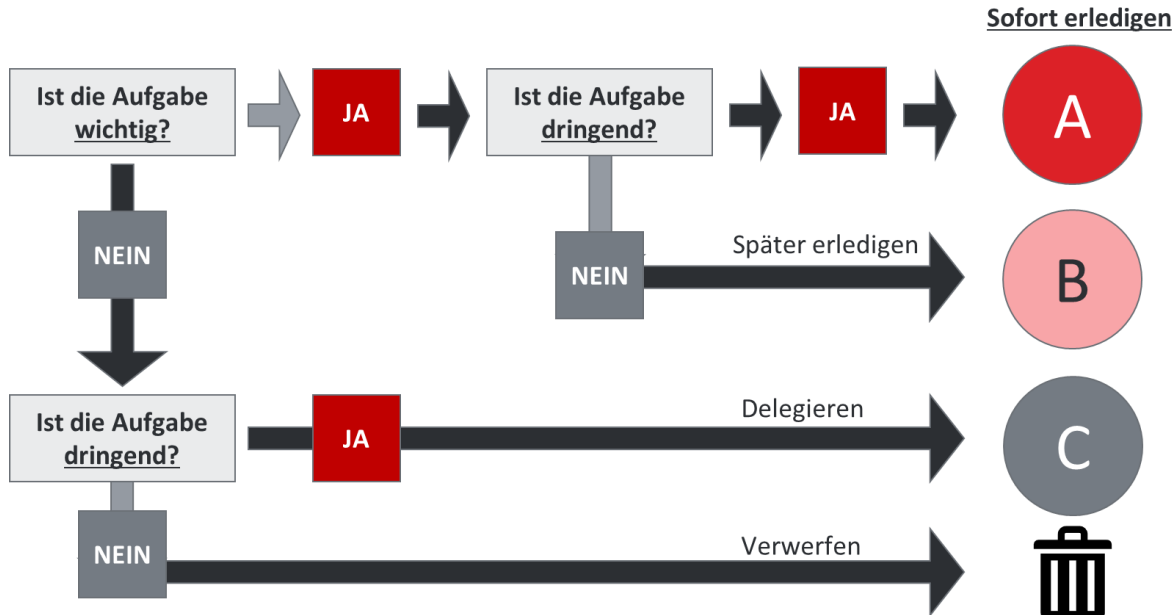 Sofort erledigen
Ist die Aufgabe
wichtig?
JA
Ist die Aufgabe
dringend?
JA
A
NEIN
NEIN
Später erledigen
B
Ist die Aufgabe
dringend?
JA
Delegieren
C
NEIN
Verwerfen